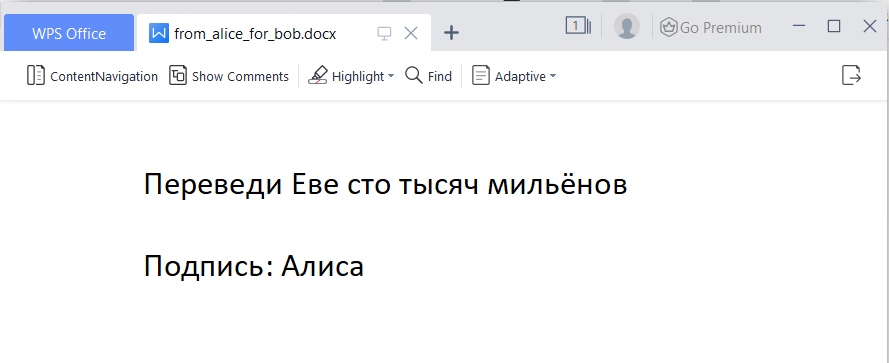 WPS Office
from_alice_for_bob.docx
1
Go Premium
ContentNavigation
Show Comments
Highlight
Find
Adaptive
Переведи Еве сто тысяч мильёнов
Подпись: Алиса